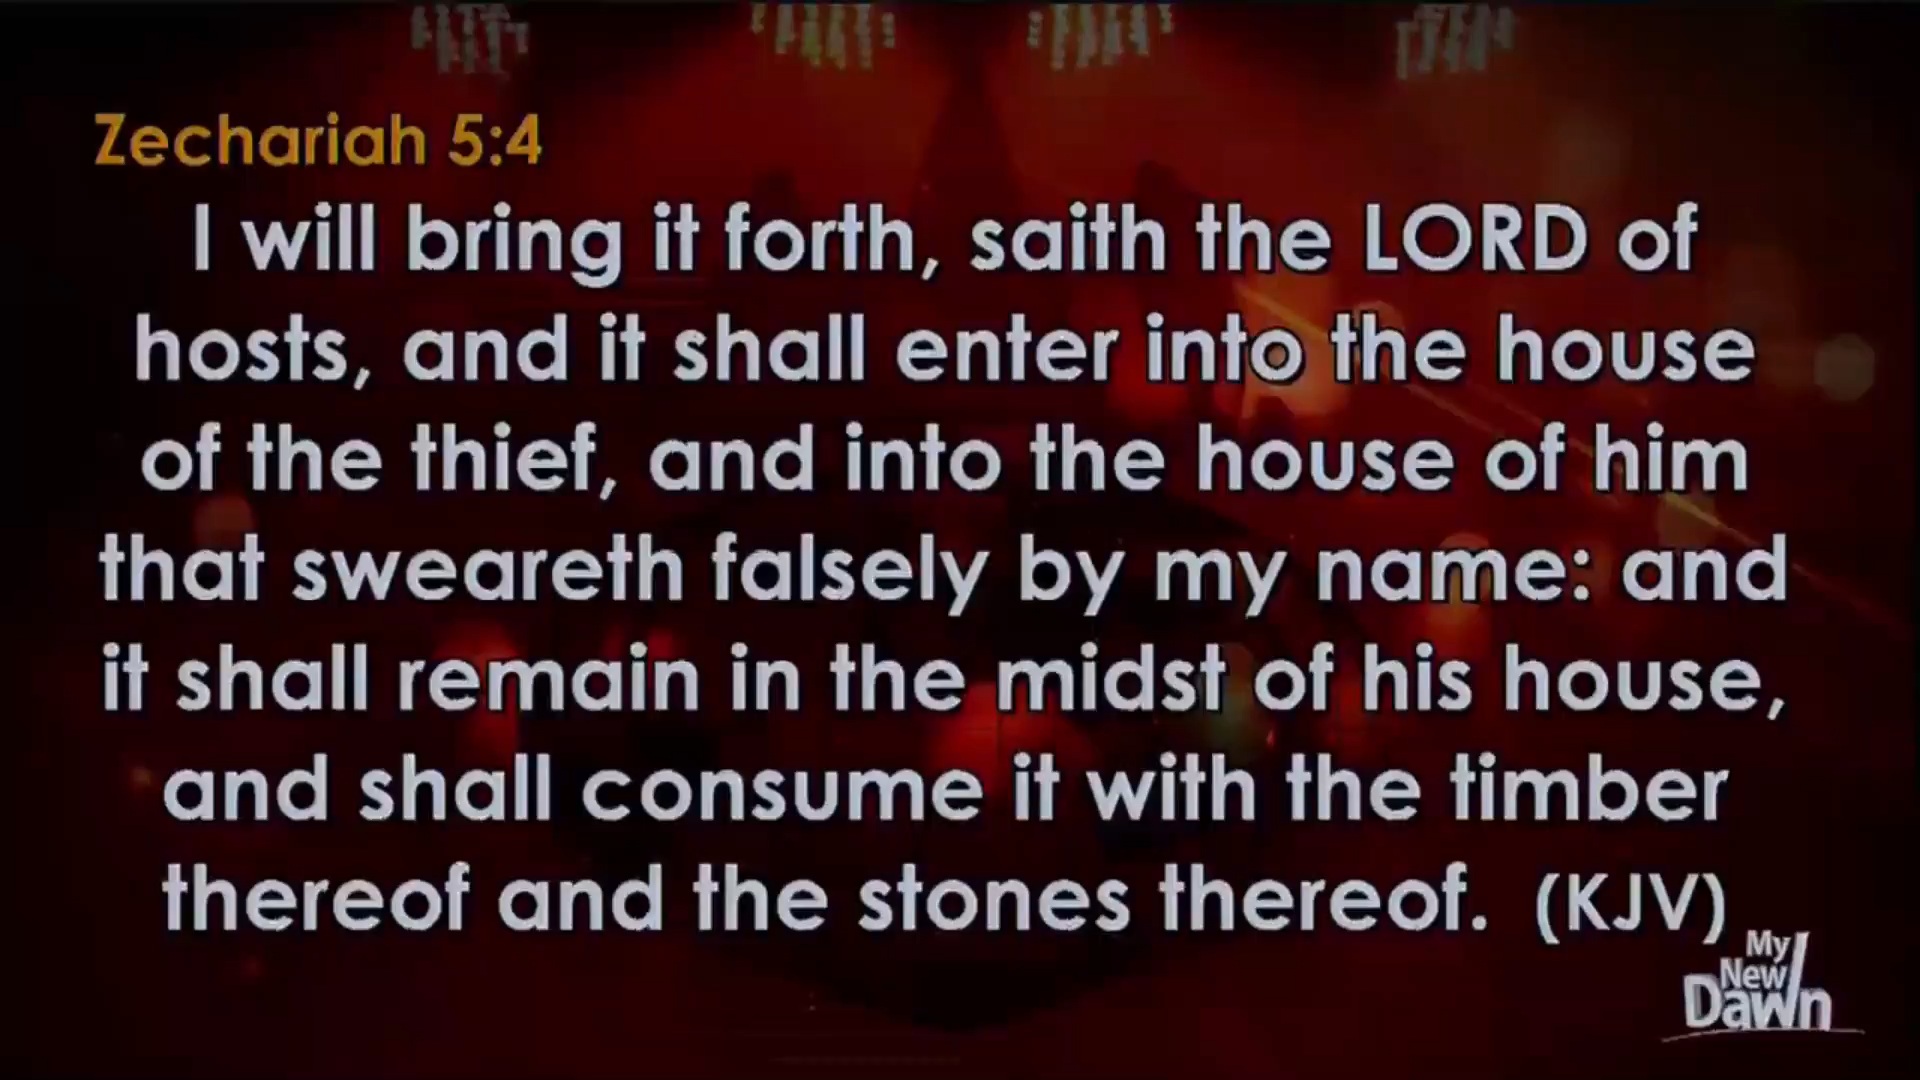 Zechariah 5:4
I will bring it forth, saith the LORD of
hosts, and it shall enter into the house
of the thief, and into the house of him
that sweareth falsely by my name: and
it shall remain in the midst of his house,
and shall consume it with the timber
thereof and the stones thereof. (KJV)
My
New
Dawn